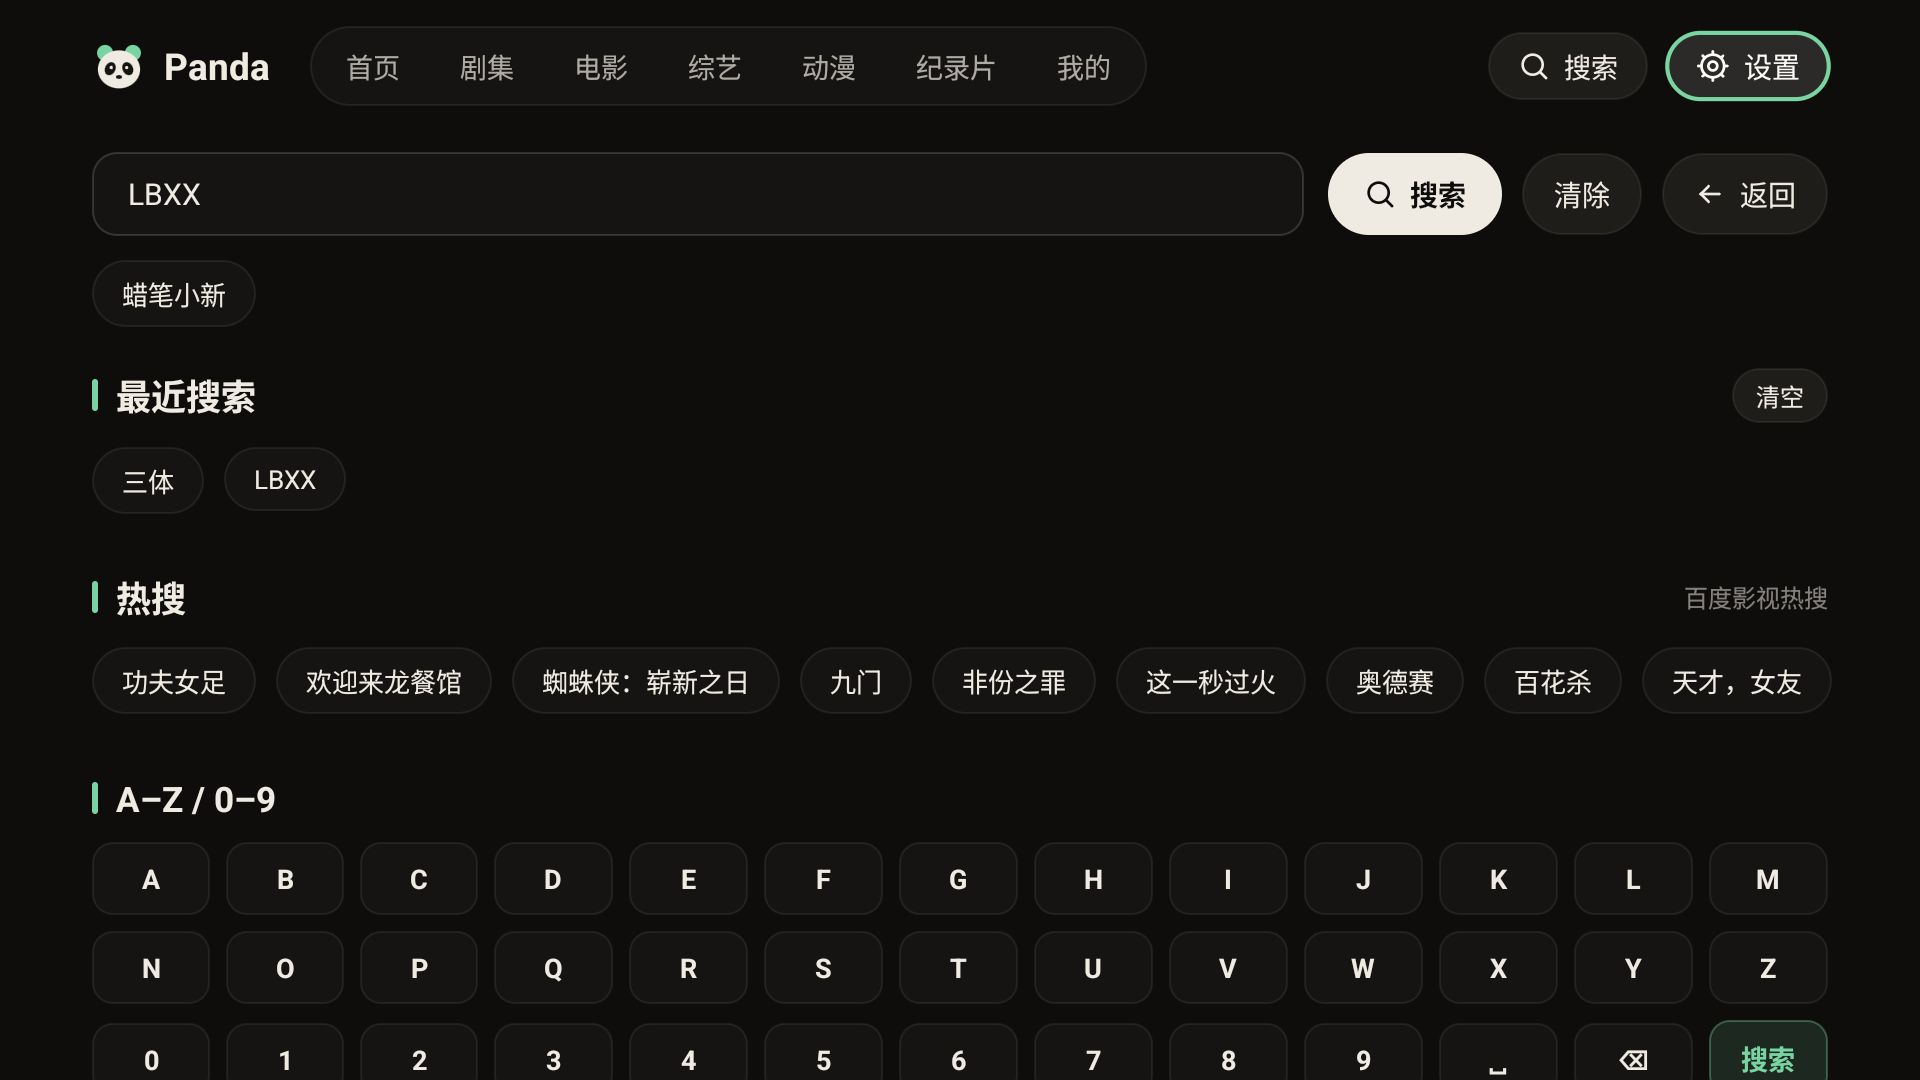 Panda 首页 剧集 电影 综艺 动漫 纪录片 我的 搜索 设置
LBXX 搜索 清除 返回
蜡笔小新
最近搜索 清空
三体 LBXX
热搜 百度影视热搜
功夫女足 欢迎来龙餐馆 蜘蛛侠：崭新之日 九门 非份之罪 这一秒过火 奥德赛 百花杀 天才，女友
A–Z / 0–9
A B C D E F G H I J K L M
N O P Q R S T U V W X Y Z
0 1 2 3 4 5 6 7 8 9 ␣ ⌫ 搜索